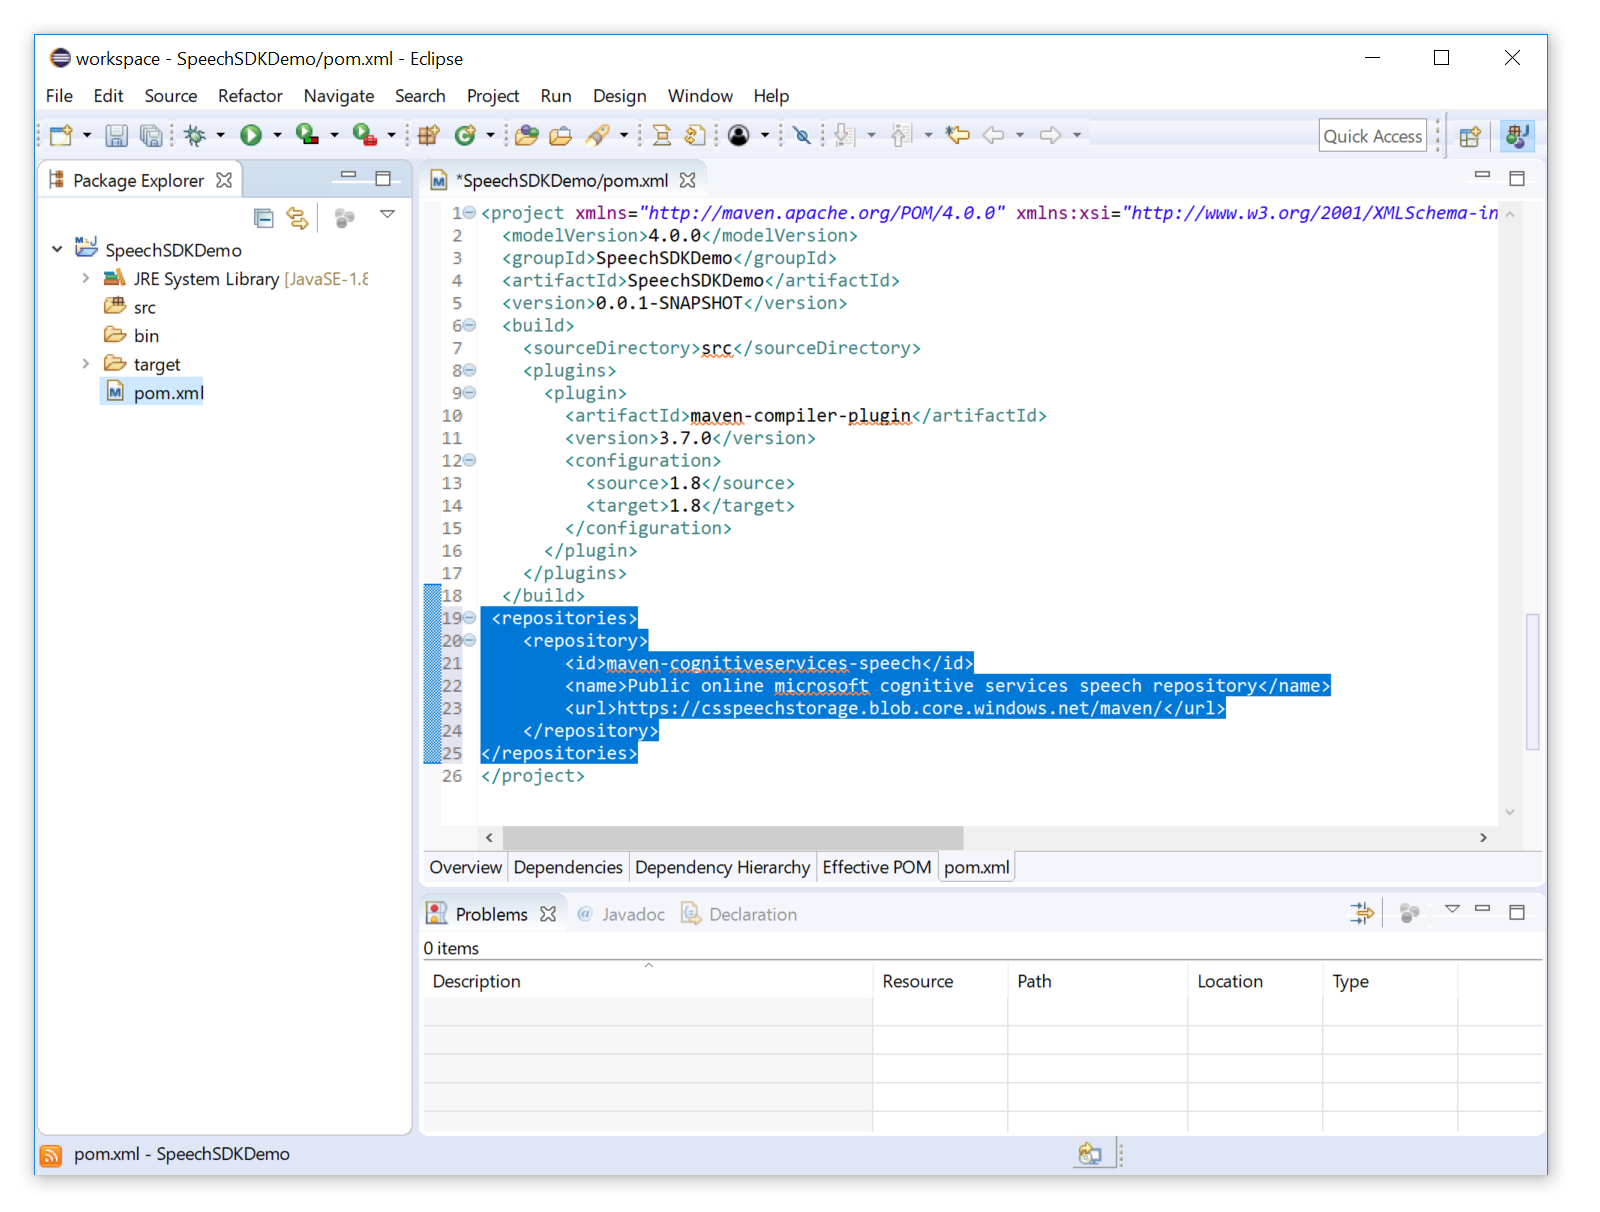 workspace - SpeechSDKDemo/pom.xml - Eclipse
File Edit Source Refactor Navigate Search Project Run Design Window Help
Quick Access
Package Explorer
SpeechSDKDemo
JRE System Library [JavaSE-1.8
src
bin
target
pom.xml
*SpeechSDKDemo/pom.xml
1 <project xmlns="http://maven.apache.org/POM/4.0.0" xmlns:xsi="http://www.w3.org/2001/XMLSchema-in
2 <modelVersion>4.0.0</modelVersion>
3 <groupId>SpeechSDKDemo</groupId>
4 <artifactId>SpeechSDKDemo</artifactId>
5 <version>0.0.1-SNAPSHOT</version>
6 <build>
7 <sourceDirectory>src</sourceDirectory>
8 <plugins>
9 <plugin>
10 <artifactId>maven-compiler-plugin</artifactId>
11 <version>3.7.0</version>
12 <configuration>
13 <source>1.8</source>
14 <target>1.8</target>
15 </configuration>
16 </plugin>
17 </plugins>
18 </build>
19 <repositories>
20 <repository>
21 <id>maven-cognitiveservices-speech</id>
22 <name>Public online microsoft cognitive services speech repository</name>
23 <url>https://csspeechstorage.blob.core.windows.net/maven/</url>
24 </repository>
25 </repositories>
26 </project>
Overview Dependencies Dependency Hierarchy Effective POM pom.xml
Problems @ Javadoc Declaration
0 items
Description Resource Path Location Type
pom.xml - SpeechSDKDemo